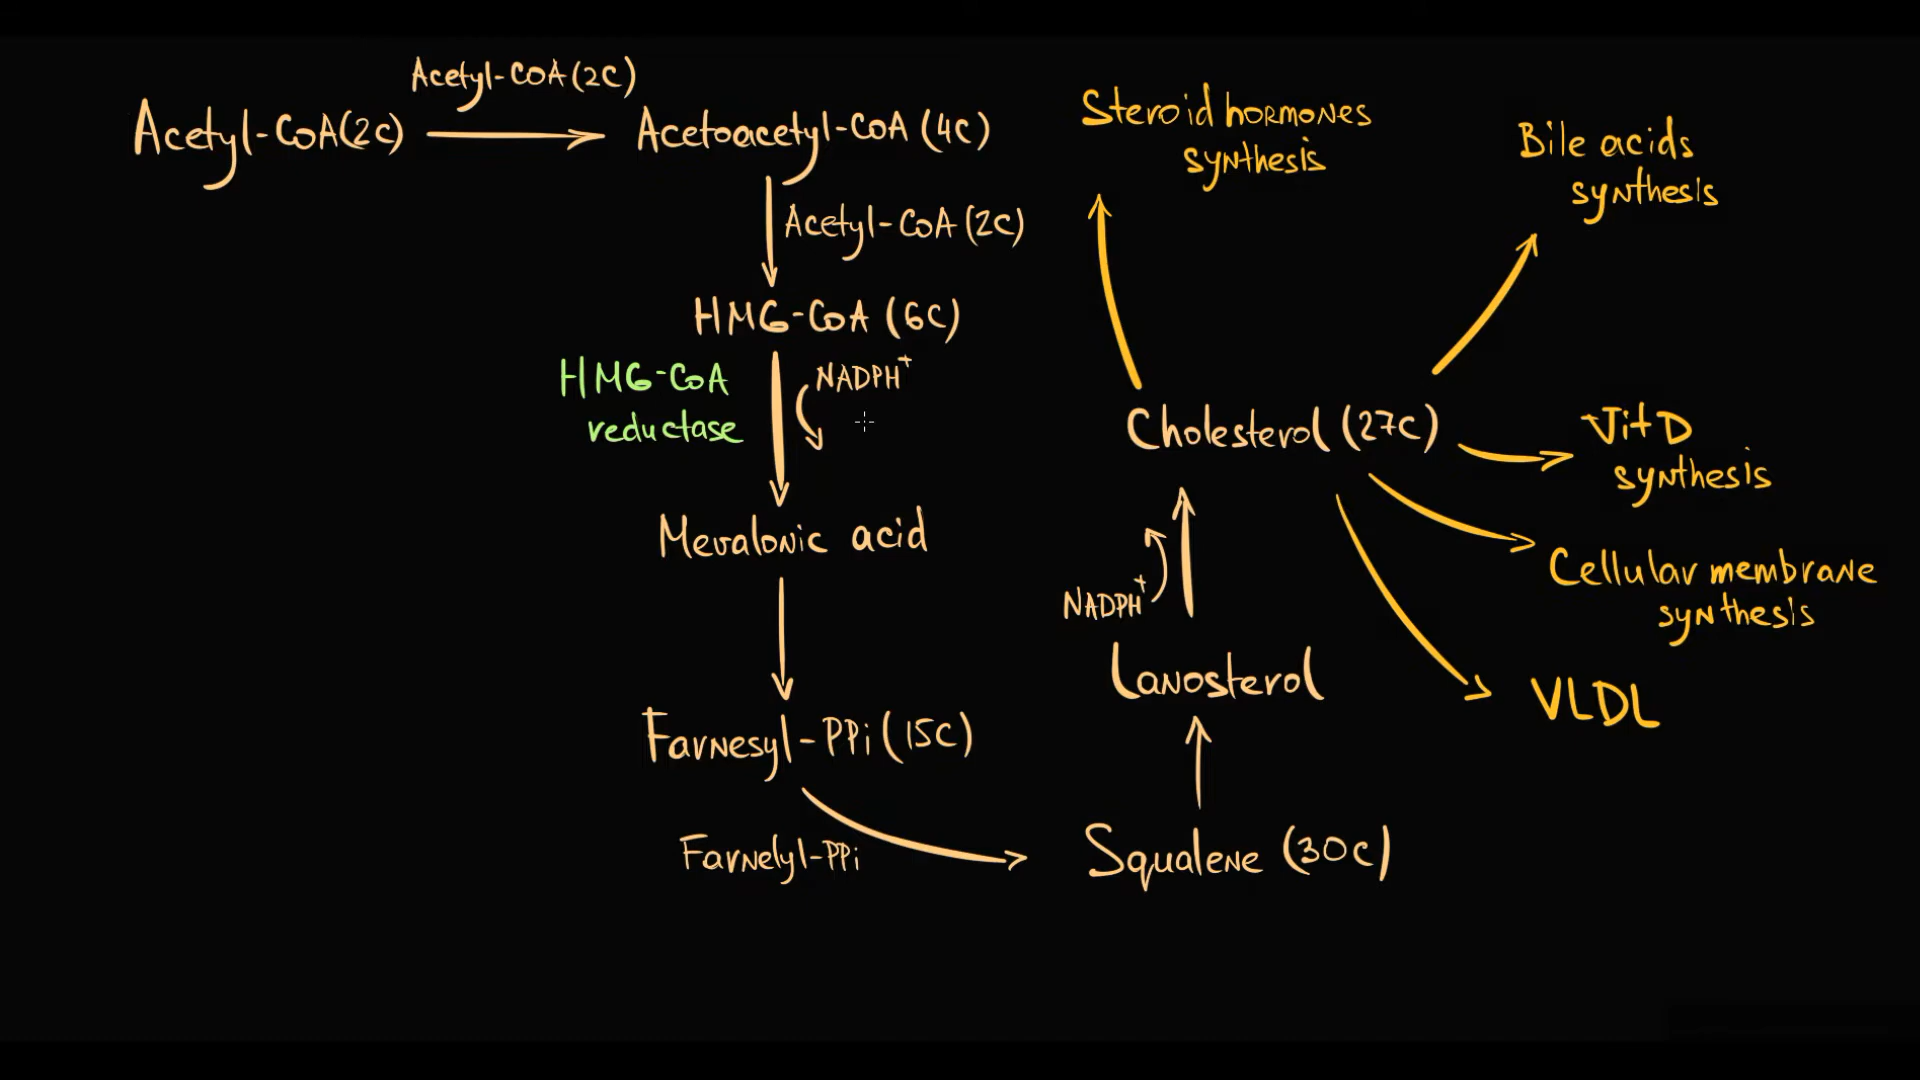 Acetyl-CoA(2C)
Acetyl-CoA(2C)
Acetoacetyl-CoA (4C)
Acetyl-CoA (2C)
HMG-CoA (6C)
HMG-CoA
reductase
NADPH⁺
Mevalonic acid
Farnesyl-PPi (15C)
Farnelyl-PPi
Squalene (30C)
Lanosterol
NADPH⁺
Cholesterol (27C)
Steroid hormones
synthesis
Bile acids
synthesis
Vit D
synthesis
Cellular membrane
synthesis
VLDL